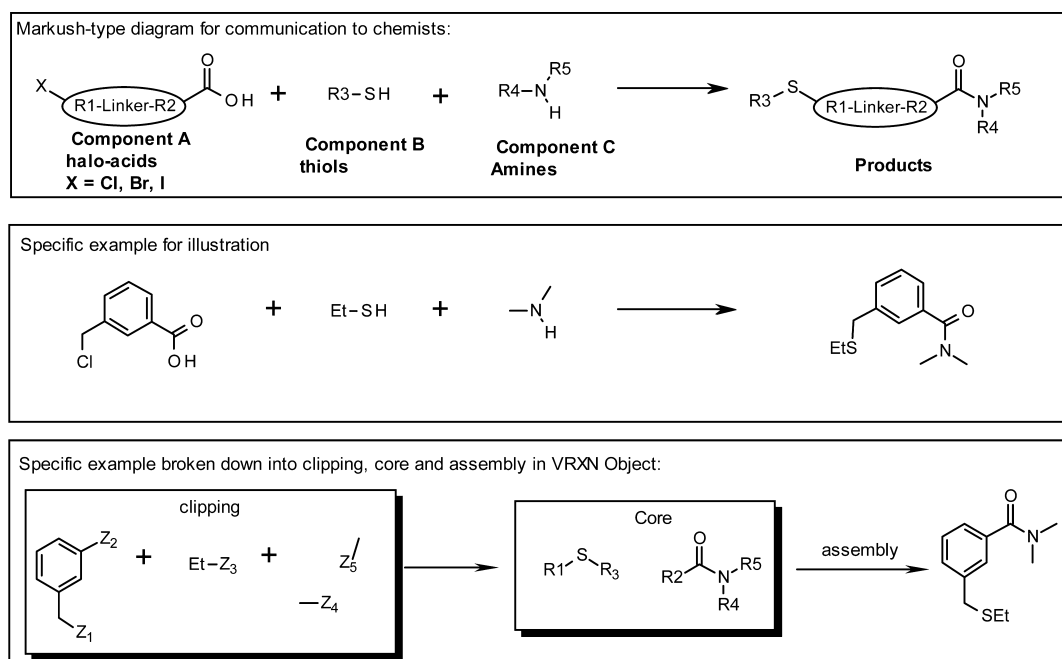 Markush-type diagram for communication to chemists:
X
O
OH
R1-Linker-R2
+
R3-SH
+
R4-N
R5
H
R3
S
R1-Linker-R2
O
N
R5
R4
Component A
halo-acids
X = Cl, Br, I
Component B
thiols
Component C
Amines
Products
Specific example for illustration
Cl
O
OH
+
Et-SH
+
N
H
EtS
O
N
Specific example broken down into clipping, core and assembly in VRXN Object:
clipping
Z2
Z1
+
Et-Z3
+
Z5
Z4
Core
R1
S
R3
O
R2
N
R5
R4
assembly
O
N
SEt